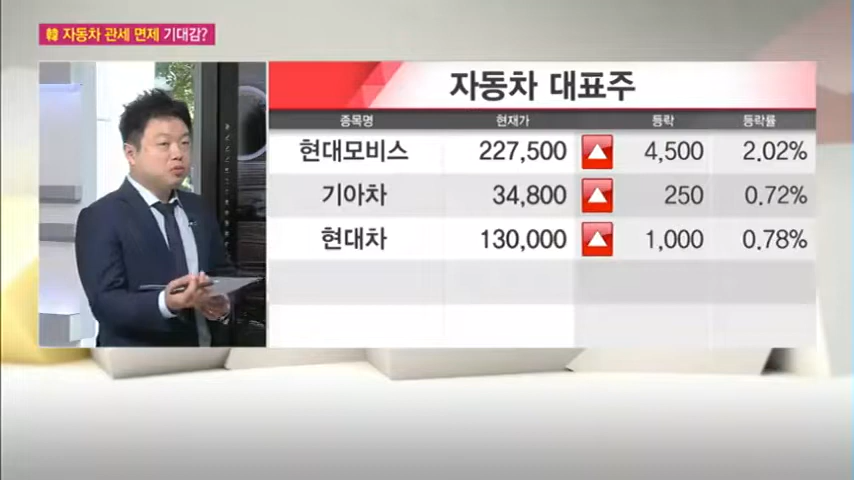 韓 자동차 관세 면제 기대감?
자동차 대표주
종목명 현재가 등락 등락률
현대모비스 227,500 4,500 2.02%
기아차 34,800 250 0.72%
현대차 130,000 1,000 0.78%